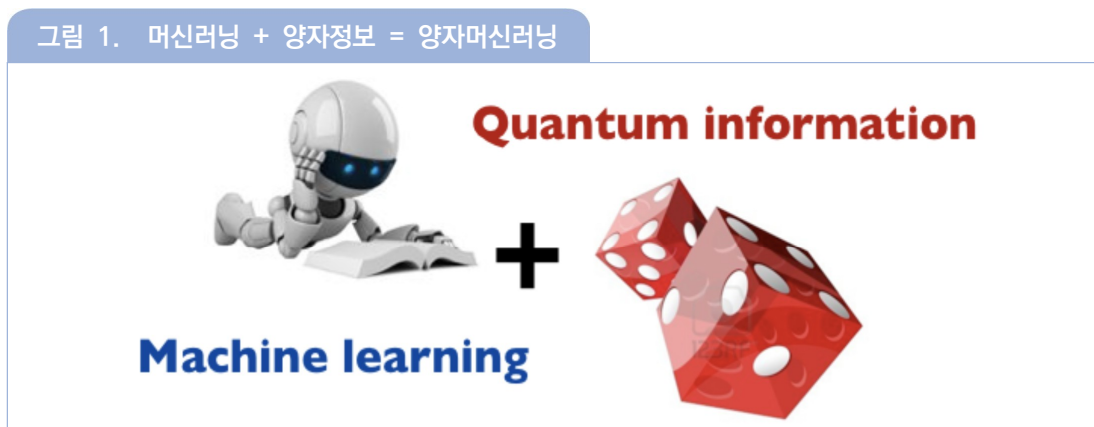 그림 1. 머신러닝 + 양자정보 = 양자머신러닝
Quantum information
+
Machine learning